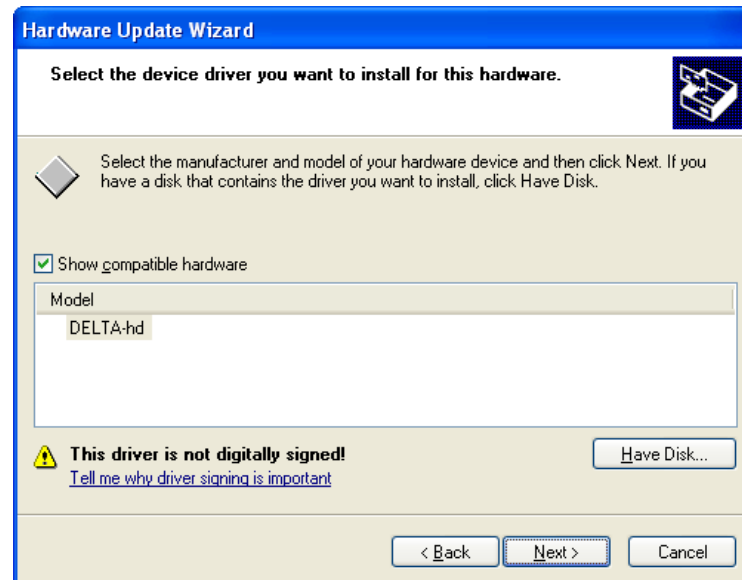 Hardware Update Wizard
Select the device driver you want to install for this hardware.
Select the manufacturer and model of your hardware device and then click Next. If you
have a disk that contains the driver you want to install, click Have Disk.
Show compatible hardware
Model
DELTA-hd
This driver is not digitally signed!
Tell me why driver signing is important
Have Disk...
< Back
Next >
Cancel